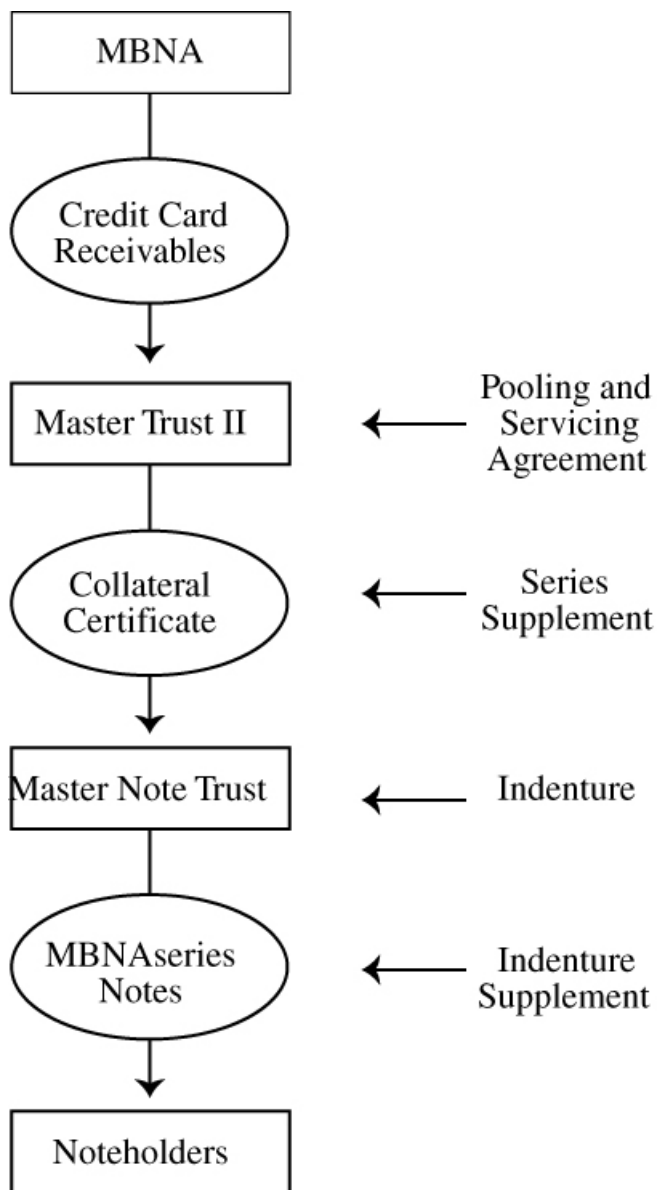 MBNA
Credit Card
Receivables
Master Trust II
Pooling and
Servicing
Agreement
Collateral
Certificate
Series
Supplement
Master Note Trust
Indenture
MBNAseries
Notes
Indenture
Supplement
Noteholders